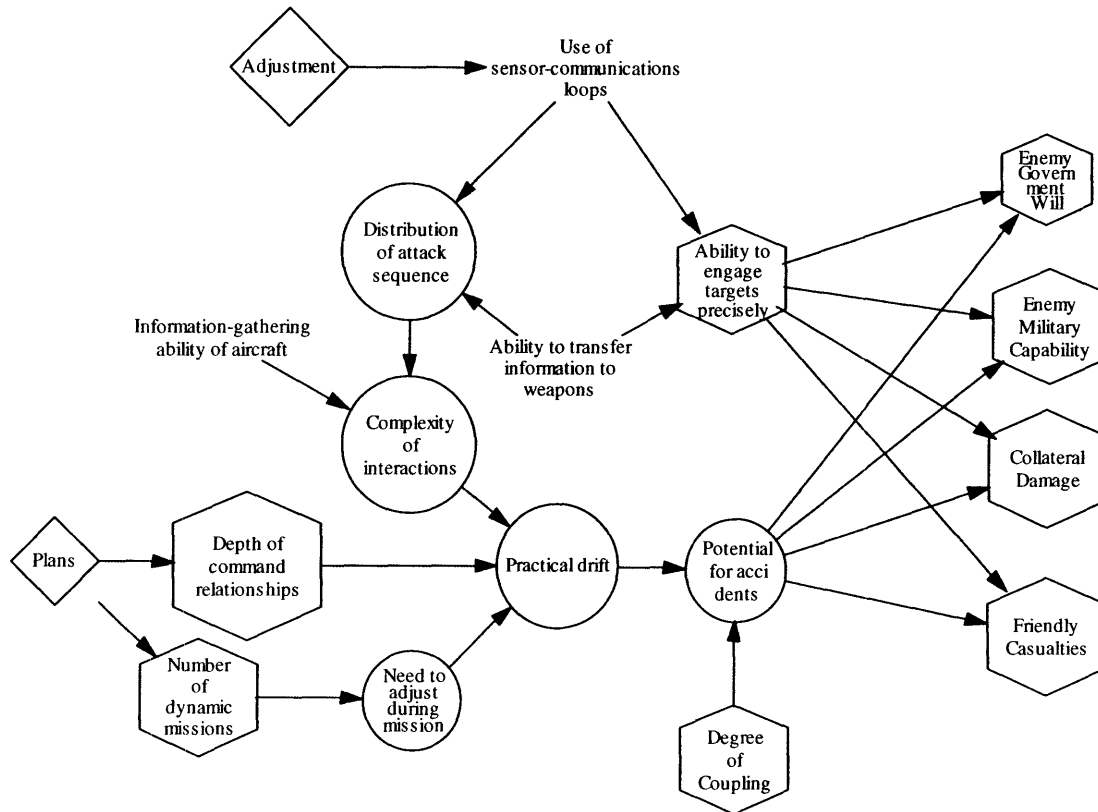 Adjustment
Use of
sensor-communications
loops
Enemy
Govern
ment
Will
Distribution
of attack
sequence
Ability to
engage
targets
precisely
Enemy
Military
Capability
Information-gathering
ability of aircraft
Ability to transfer
information to
weapons
Complexity
of
interactions
Collateral
Damage
Plans
Depth of
command
relationships
Practical drift
Potential
for acci
dents
Friendly
Casualties
Number
of
dynamic
missions
Need to
adjust
during
mission
Degree
of
Coupling